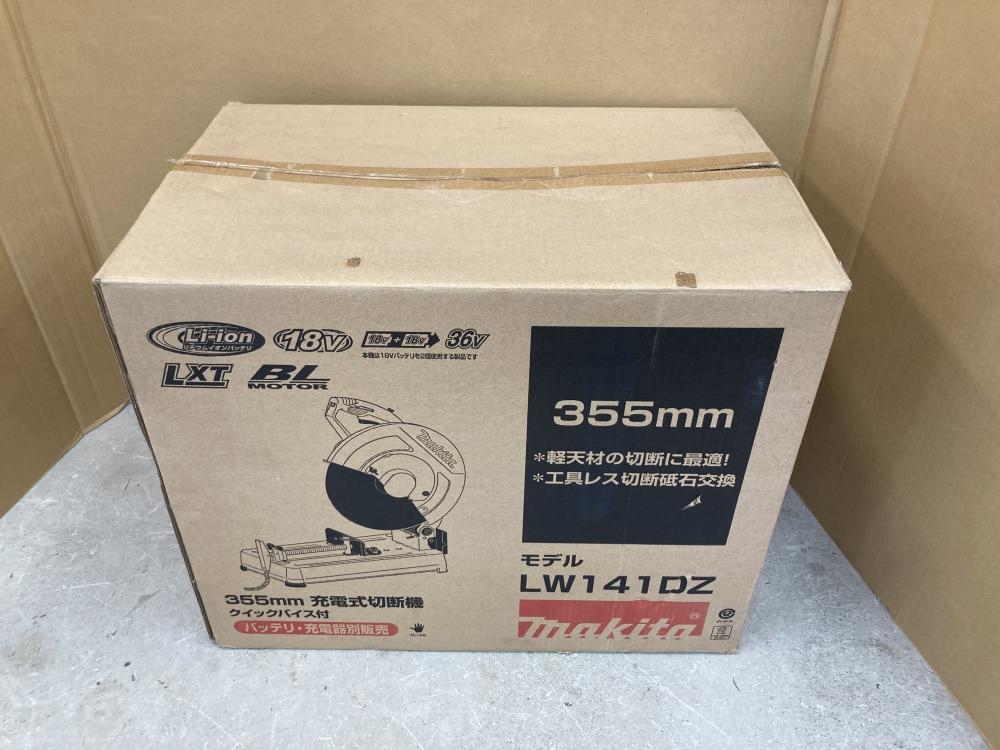 Li-ion
リチウムイオンバッテリ
18V
18V + 18V 36V
本機は18Vバッテリを2個使用する製品です
LXT
BL
MOTOR
makita
355mm
*軽天材の切断に最適!
*工具レス切断砥石交換
モデル
LW141DZ
makita®
355mm 充電式切断機
クイックバイス付
バッテリ・充電器別販売